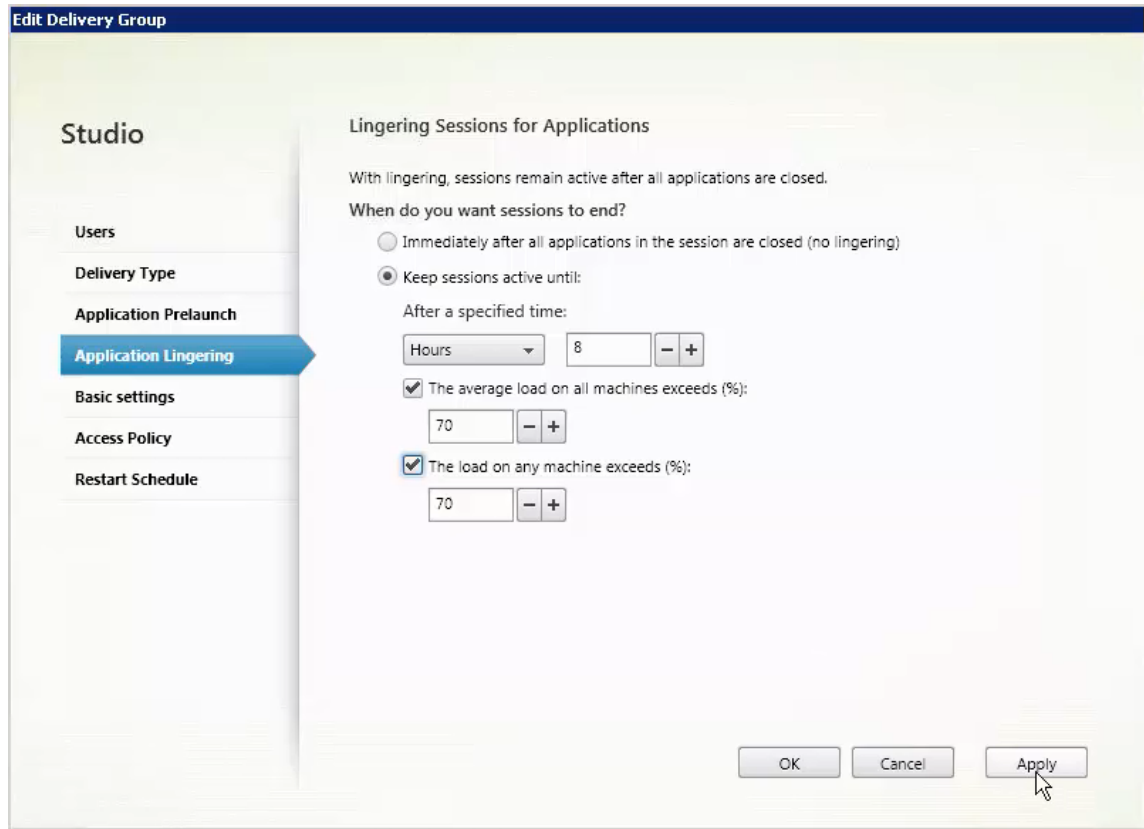 Edit Delivery Group
Studio
Users
Delivery Type
Application Prelaunch
Application Lingering
Basic settings
Access Policy
Restart Schedule
Lingering Sessions for Applications
With lingering, sessions remain active after all applications are closed.
When do you want sessions to end?
Immediately after all applications in the session are closed (no lingering)
Keep sessions active until:
After a specified time:
Hours 8 − +
The average load on all machines exceeds (%):
70 − +
The load on any machine exceeds (%):
70 − +
OK Cancel Apply